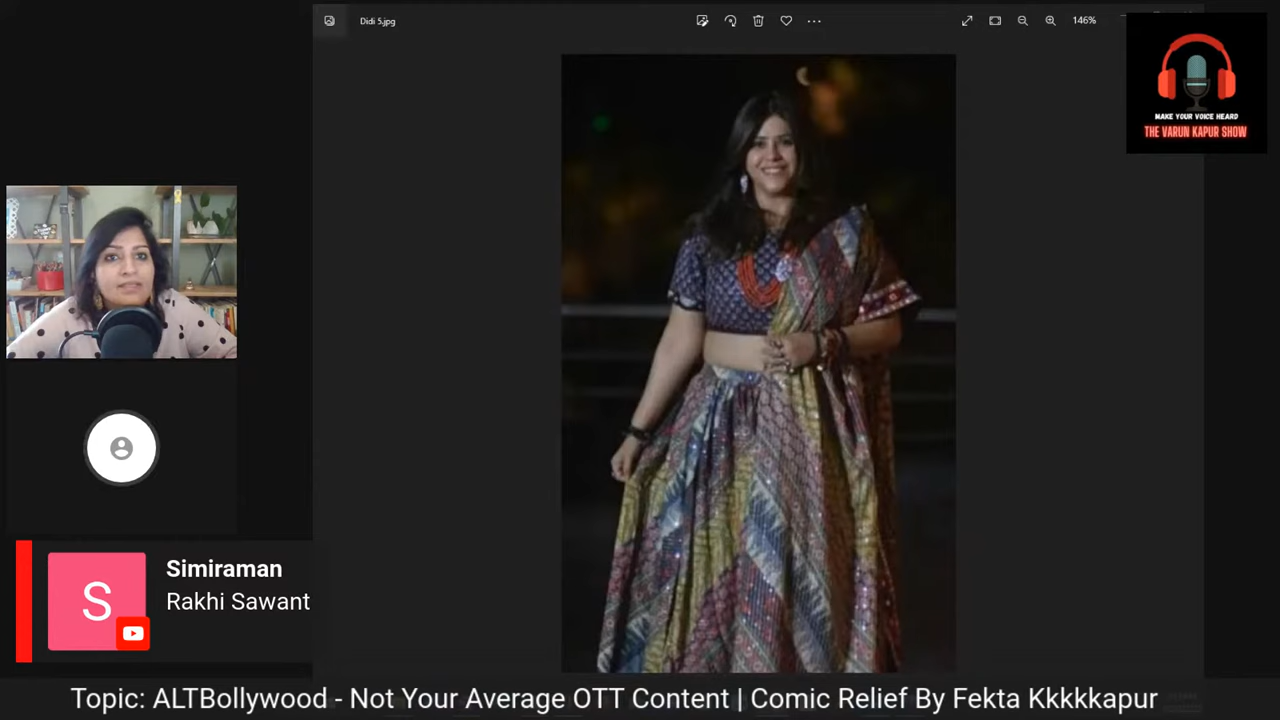 Didi 5.jpg
146%
MAKE YOUR VOICE HEARD
THE VARUN KAPUR SHOW
S
Simiraman
Rakhi Sawant
Topic: ALTBollywood - Not Your Average OTT Content | Comic Relief By Fekta Kkkkkapur